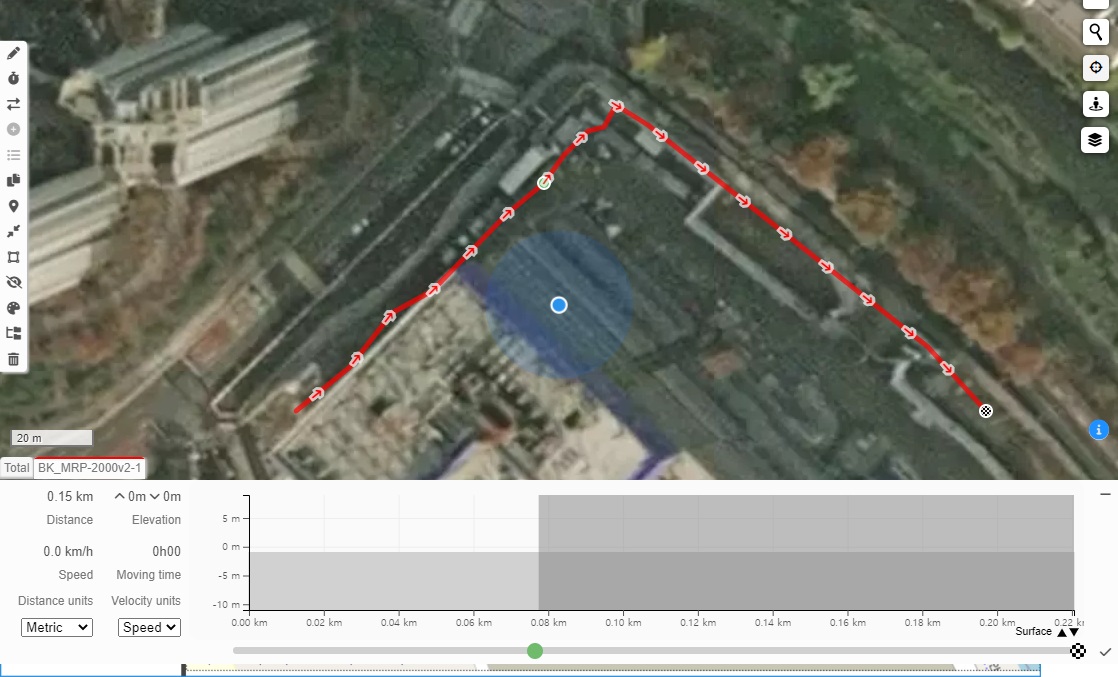 20 m
Total BK_MRP-2000v2-1
0.15 km 0m 0m
Distance Elevation
0.0 km/h 0h00
Speed Moving time
Distance units Velocity units
Metric Speed
5 m
0 m
-5 m
-10 m
0.00 km 0.02 km 0.04 km 0.06 km 0.08 km 0.10 km 0.12 km 0.14 km 0.16 km 0.18 km 0.20 km 0.22 k
Surface